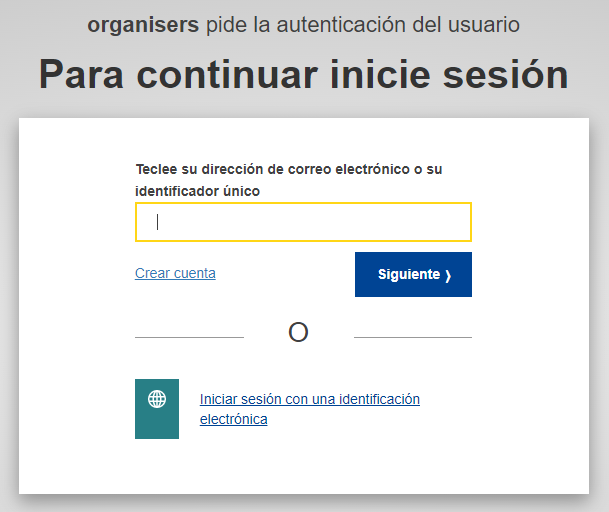 organisers pide la autenticación del usuario
Para continuar inicie sesión
Teclee su dirección de correo electrónico o su
identificador único
Crear cuenta
Siguiente ❯
O
Iniciar sesión con una identificación
electrónica